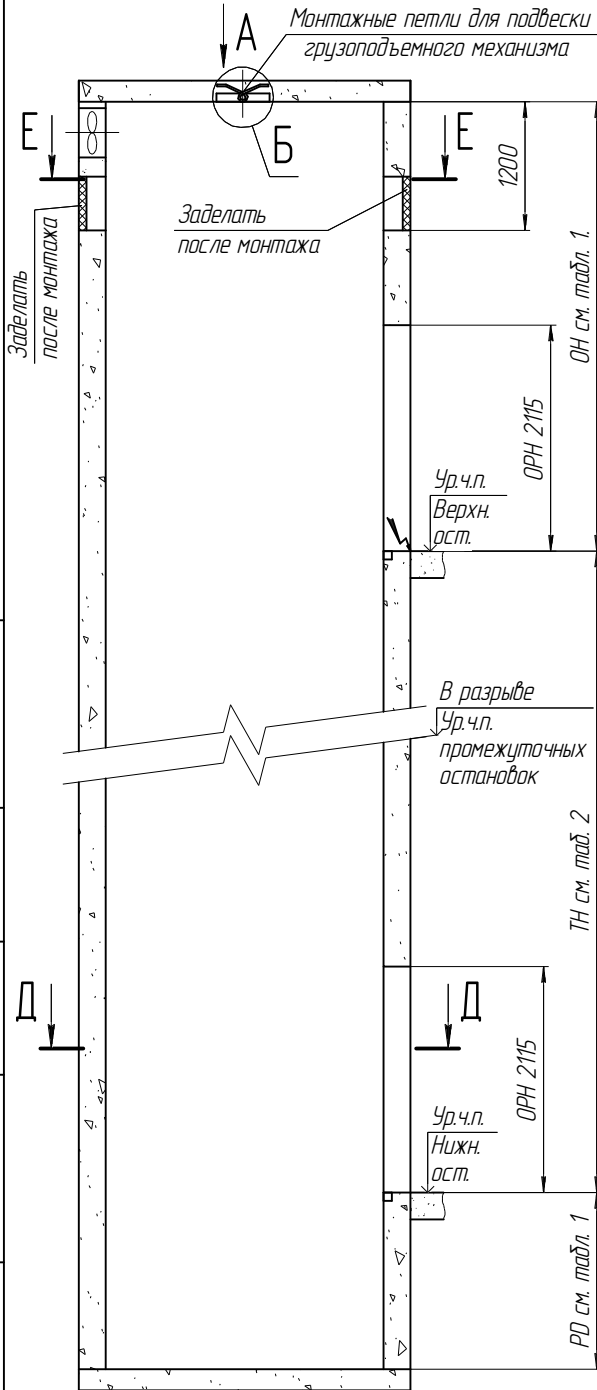 Монтажные петли для подвески
грузоподъемного механизма
А
Е
Б
Е
1200
Заделать
после монтажа
Заделать
после монтажа
ОН см. табл. 1.
ОРН 2115
Ур.ч.п.
Верхн.
ост.
В разрыве
Ур.ч.п.
промежуточных
остановок
ТН см. таб. 2
Д
Д
ОРН 2115
Ур.ч.п.
Нижн.
ост.
PD см. табл. 1